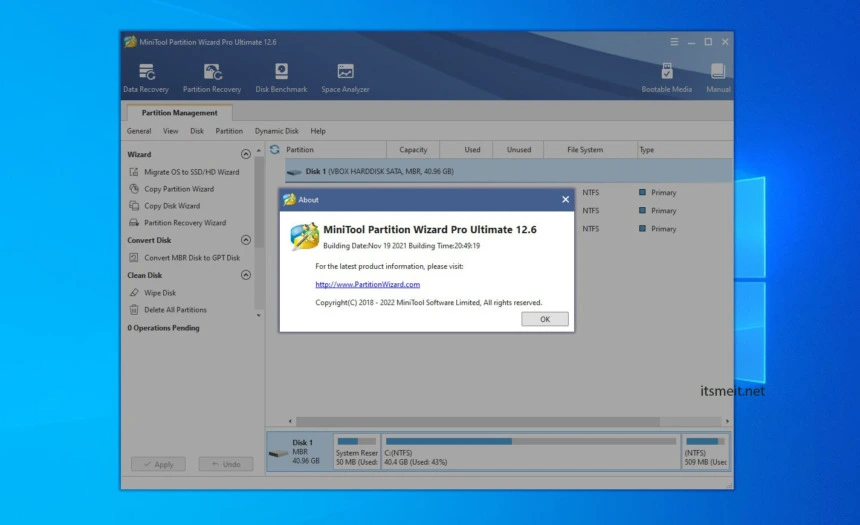 MiniTool Partition Wizard Pro Ultimate 12.6
Data Recovery Partition Recovery Disk Benchmark Space Analyzer Bootable Media Manual
Partition Management
General View Disk Partition Dynamic Disk Help
Partition Capacity Used Unused File System Type
Wizard
Migrate OS to SSD/HD Wizard
Copy Partition Wizard
Copy Disk Wizard
Partition Recovery Wizard
Convert Disk
Convert MBR Disk to GPT Disk
Clean Disk
Wipe Disk
Delete All Partitions
0 Operations Pending
Apply Undo
Disk 1 (VBOX HARDDISK SATA, MBR, 40.96 GB)
NTFS Primary
NTFS Primary
NTFS Primary
About
MiniTool Partition Wizard Pro Ultimate 12.6
Building Date:Nov 19 2021 Building Time:20:49:19
For the latest product information, please visit:
http://www.PartitionWizard.com
Copyright(C) 2018 - 2022 MiniTool Software Limited, All rights reserved.
OK
itsmeit.net
Disk 1
MBR
40.96 GB
System Reser
50 MB (Used:
C:(NTFS)
40.4 GB (Used: 43%)
(NTFS)
509 MB (Used